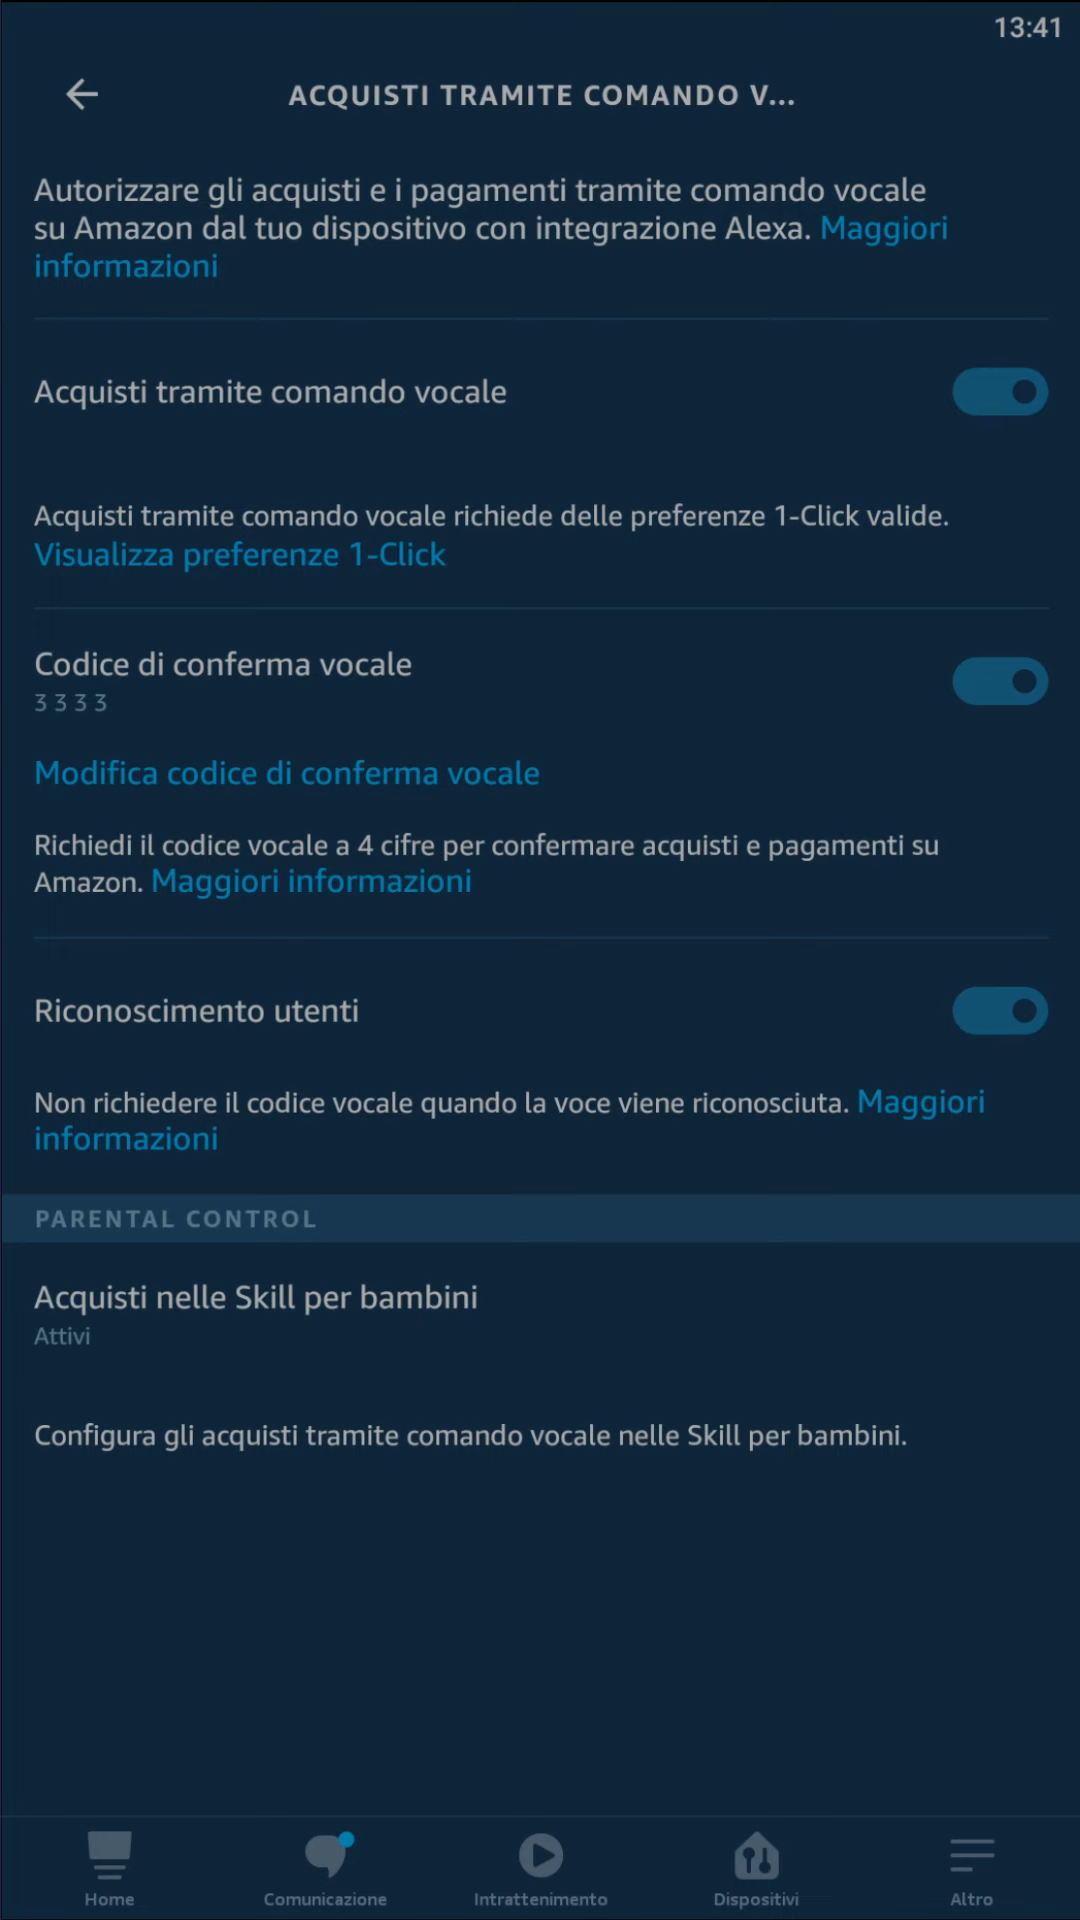 13:41
ACQUISTI TRAMITE COMANDO V...
Autorizzare gli acquisti e i pagamenti tramite comando vocale
su Amazon dal tuo dispositivo con integrazione Alexa. Maggiori
informazioni
Acquisti tramite comando vocale
Acquisti tramite comando vocale richiede delle preferenze 1-Click valide.
Visualizza preferenze 1-Click
Codice di conferma vocale
3 3 3 3
Modifica codice di conferma vocale
Richiedi il codice vocale a 4 cifre per confermare acquisti e pagamenti su
Amazon. Maggiori informazioni
Riconoscimento utenti
Non richiedere il codice vocale quando la voce viene riconosciuta. Maggiori
informazioni
PARENTAL CONTROL
Acquisti nelle Skill per bambini
Attivi
Configura gli acquisti tramite comando vocale nelle Skill per bambini.
Home
Comunicazione
Intrattenimento
Dispositivi
Altro